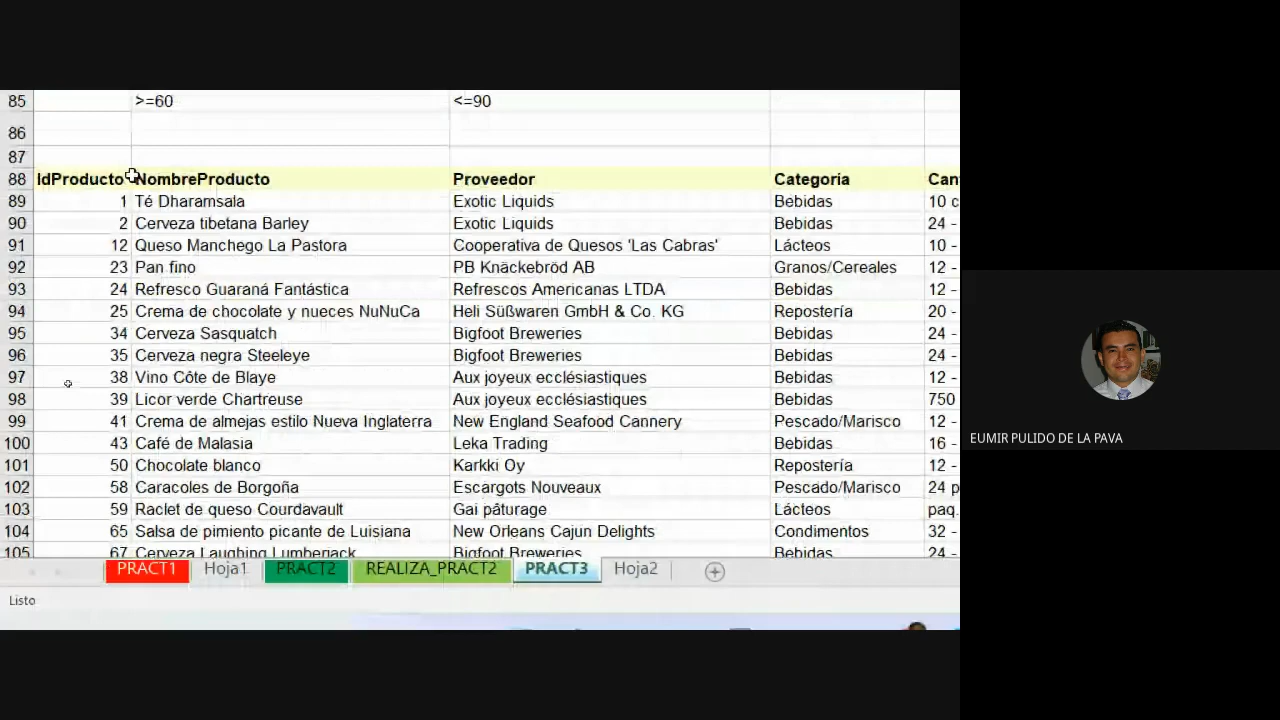 85 >=60 <=90
86
87
88 IdProducto NombreProducto Proveedor Categoría Can
89 1 Té Dharamsala Exotic Liquids Bebidas 10 c
90 2 Cerveza tibetana Barley Exotic Liquids Bebidas 24 -
91 12 Queso Manchego La Pastora Cooperativa de Quesos 'Las Cabras' Lácteos 10 -
92 23 Pan fino PB Knäckebröd AB Granos/Cereales 12 -
93 24 Refresco Guaraná Fantástica Refrescos Americanas LTDA Bebidas 12 -
94 25 Crema de chocolate y nueces NuNuCa Heli Süßwaren GmbH & Co. KG Repostería 20 -
95 34 Cerveza Sasquatch Bigfoot Breweries Bebidas 24 -
96 35 Cerveza negra Steeleye Bigfoot Breweries Bebidas 24 -
97 38 Vino Côte de Blaye Aux joyeux ecclésiastiques Bebidas 12 -
98 39 Licor verde Chartreuse Aux joyeux ecclésiastiques Bebidas 750
99 41 Crema de almejas estilo Nueva Inglaterra New England Seafood Cannery Pescado/Marisco 12 -
100 43 Café de Malasia Leka Trading Bebidas 16 -
101 50 Chocolate blanco Karkki Oy Repostería 12 -
102 58 Caracoles de Borgoña Escargots Nouveaux Pescado/Marisco 24 p
103 59 Raclet de queso Courdavault Gai pâturage Lácteos paq.
104 65 Salsa de pimiento picante de Luisiana New Orleans Cajun Delights Condimentos 32 -
105 67 Cerveza Laughing Lumberjack Bigfoot Breweries Bebidas 24 -
PRACT1 Hoja1 PRACT2 REALIZA_PRACT2 PRACT3 Hoja2
Listo
EUMIR PULIDO DE LA PAVA